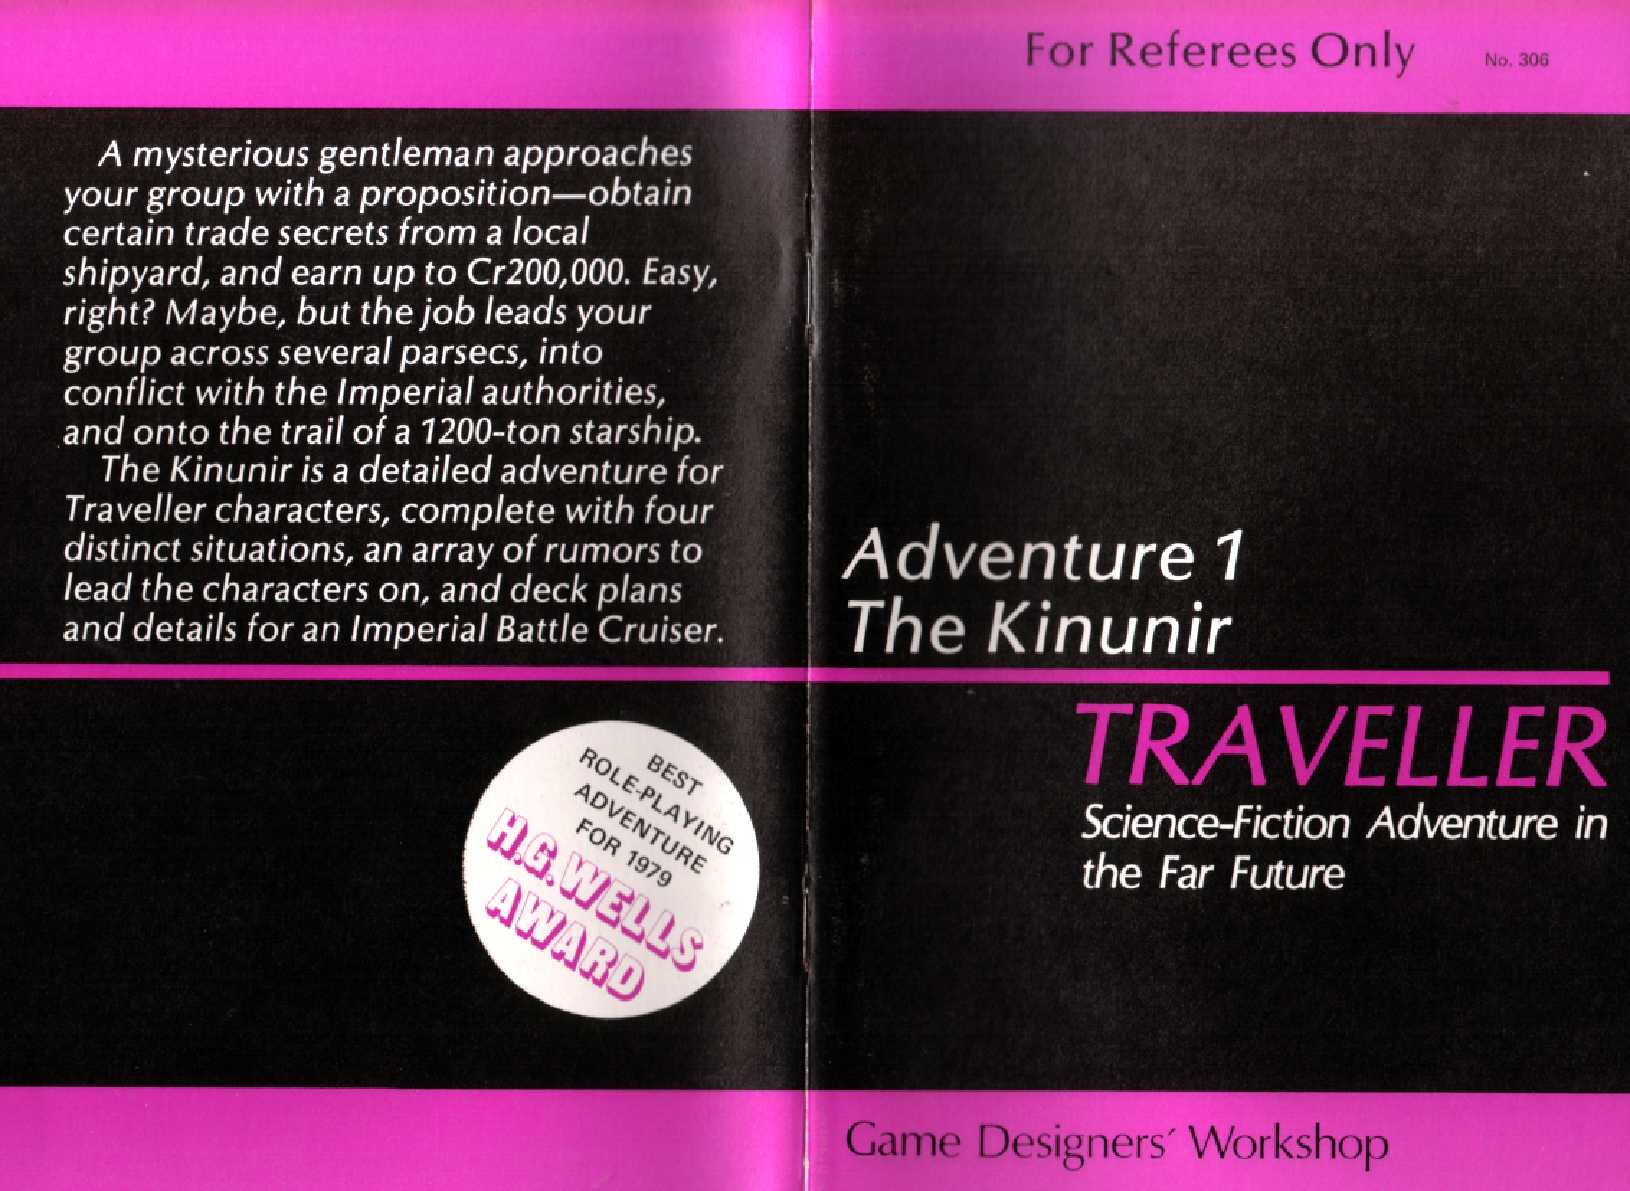 A mysterious gentleman approaches
your group with a proposition—obtain
certain trade secrets from a local
shipyard, and earn up to Cr200,000. Easy,
right? Maybe, but the job leads your
group across several parsecs, into
conflict with the Imperial authorities,
and onto the trail of a 1200-ton starship.
The Kinunir is a detailed adventure for
Traveller characters, complete with four
distinct situations, an array of rumors to
lead the characters on, and deck plans
and details for an Imperial Battle Cruiser.
BEST
ROLE-PLAYING
ADVENTURE
FOR 1979
H.G. WELLS
AWARD
For Referees Only
No. 306
Adventure 1
The Kinunir
TRAVELLER
Science-Fiction Adventure in
the Far Future
Game Designers' Workshop